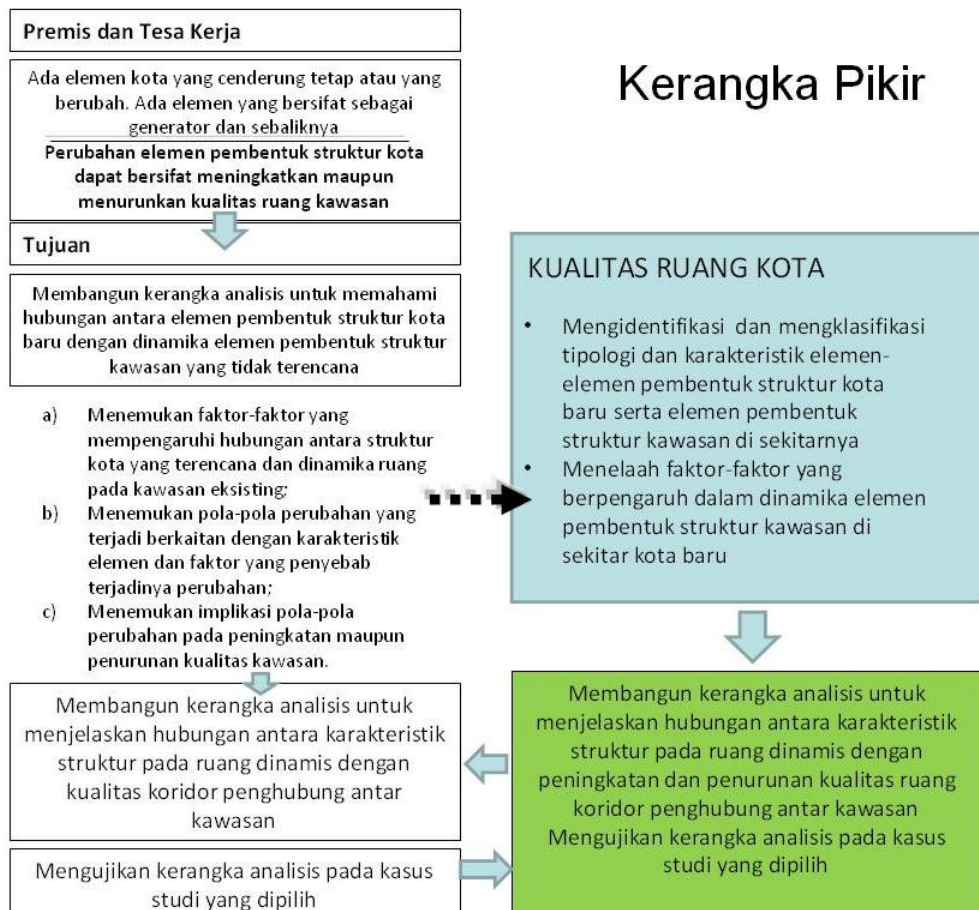 Premis dan Tesa Kerja
Ada elemen kota yang cenderung tetap atau yang
berubah. Ada elemen yang bersifat sebagai
generator dan sebaliknya
Perubahan elemen pembentuk struktur kota
dapat bersifat meningkatkan maupun
menurunkan kualitas ruang kawasan
Tujuan
Membangun kerangka analisis untuk memahami
hubungan antara elemen pembentuk struktur kota
baru dengan dinamika elemen pembentuk struktur
kawasan yang tidak terencana
a) Menemukan faktor-faktor yang
mempengaruhi hubungan antara struktur
kota yang terencana dan dinamika ruang
pada kawasan eksisting;
b) Menemukan pola-pola perubahan yang
terjadi berkaitan dengan karakteristik
elemen dan faktor yang penyebab
terjadinya perubahan;
c) Menemukan implikasi pola-pola
perubahan pada peningkatan maupun
penurunan kualitas kawasan.
Membangun kerangka analisis untuk
menjelaskan hubungan antara karakteristik
struktur pada ruang dinamis dengan
kualitas koridor penghubung antar
kawasan
Mengujikan kerangka analisis pada kasus
studi yang dipilih
Kerangka Pikir
KUALITAS RUANG KOTA
• Mengidentifikasi dan mengklasifikasi
tipologi dan karakteristik elemen-
elemen pembentuk struktur kota
baru serta elemen pembentuk
struktur kawasan di sekitarnya
• Menelaah faktor-faktor yang
berpengaruh dalam dinamika elemen
pembentuk struktur kawasan di
sekitar kota baru
Membangun kerangka analisis untuk
menjelaskan hubungan antara karakteristik
struktur pada ruang dinamis dengan
peningkatan dan penurunan kualitas ruang
koridor penghubung antar kawasan
Mengujikan kerangka analisis pada kasus
studi yang dipilih